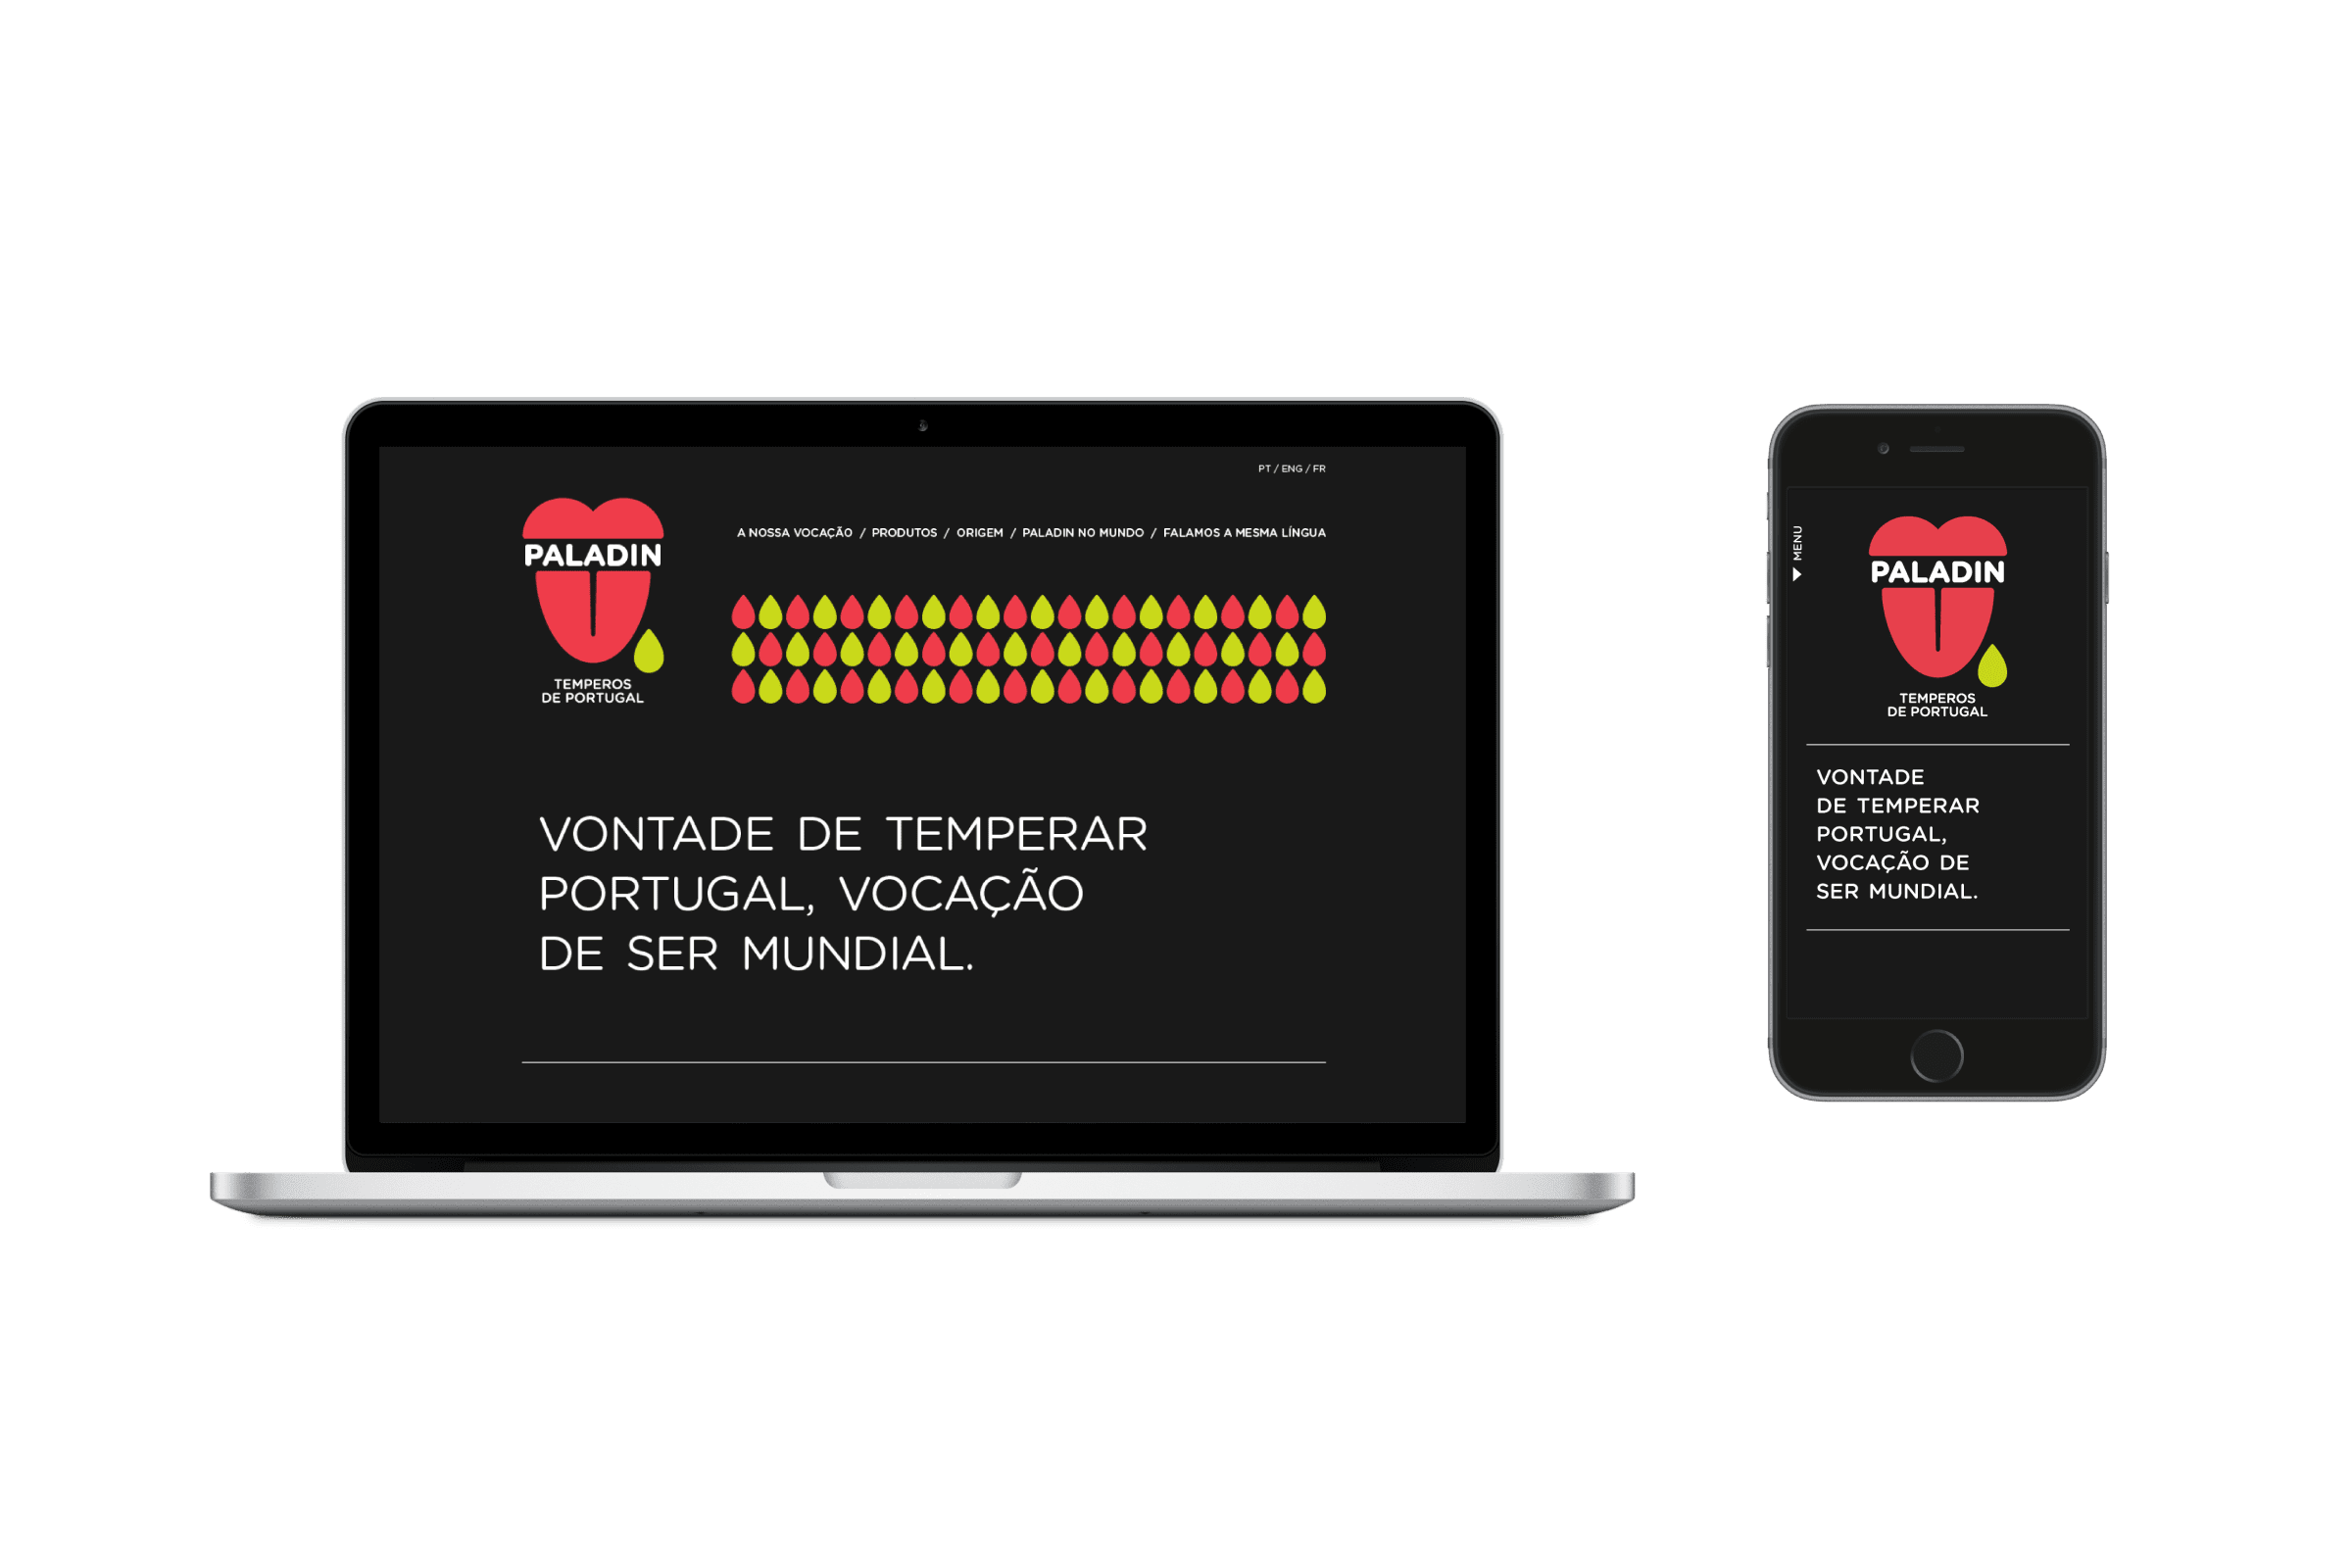 PT / ENG / FR
PALADIN
TEMPEROS
DE PORTUGAL
A NOSSA VOCAÇÃO / PRODUTOS / ORIGEM / PALADIN NO MUNDO / FALAMOS A MESMA LÍNGUA
VONTADE DE TEMPERAR
PORTUGAL, VOCAÇÃO
DE SER MUNDIAL.
MENU
PALADIN
TEMPEROS
DE PORTUGAL
VONTADE
DE TEMPERAR
PORTUGAL,
VOCAÇÃO DE
SER MUNDIAL.